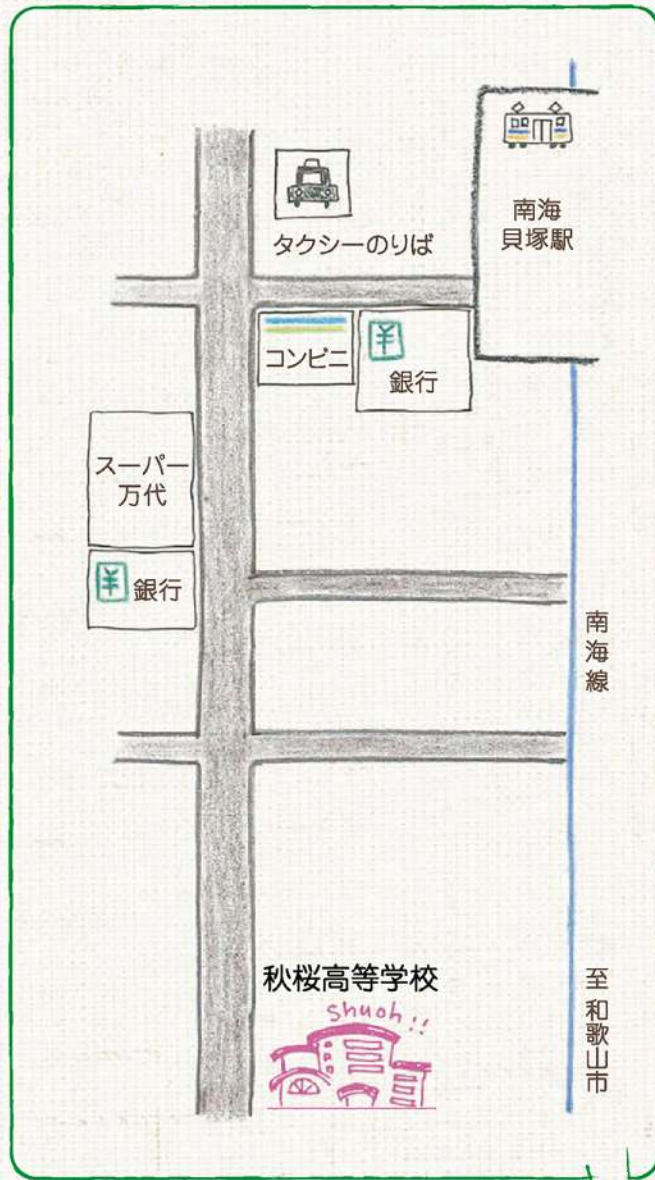 南海
貝塚駅
タクシーのりば
コンビニ
銀行
スーパー
万代
銀行
南海線
秋桜高等学校
shuoh!!
至和歌山市